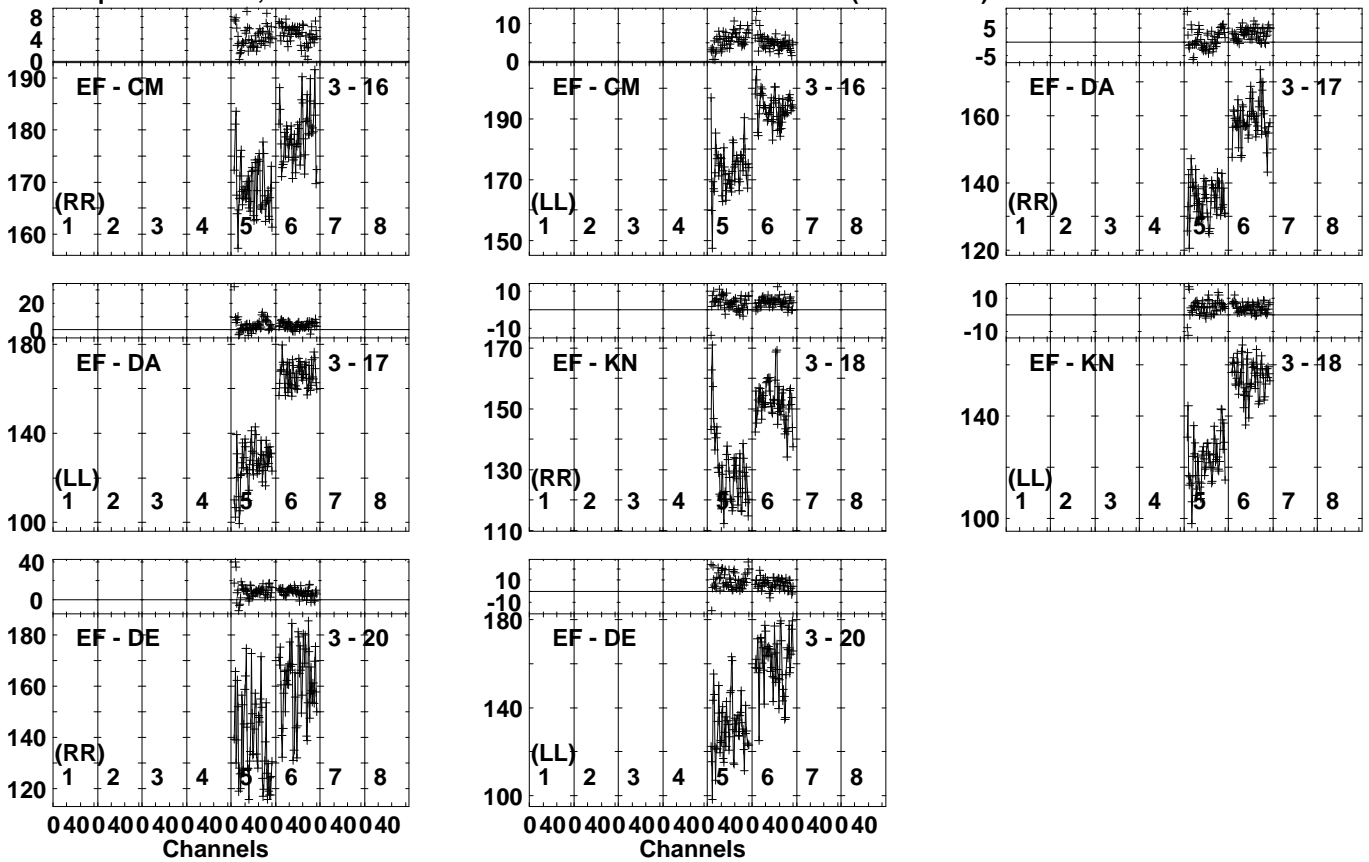 8
4
0
190
180
170
160
EF - CM 3 - 16
(RR)
1 2 3 4 5 6 7 8
10
0
190
170
150
EF - CM 3 - 16
(LL)
1 2 3 4 5 6 7 8
5
-5
160
140
120
EF - DA 3 - 17
(RR)
1 2 3 4 5 6 7 8
20
0
180
140
100
EF - DA 3 - 17
(LL)
1 2 3 4 5 6 7 8
10
-10
170
150
130
110
EF - KN 3 - 18
(RR)
1 2 3 4 5 6 7 8
10
-10
140
100
EF - KN 3 - 18
(LL)
1 2 3 4 5 6 7 8
40
0
180
160
140
120
EF - DE 3 - 20
(RR)
1 2 3 4 5 6 7 8
0 40 0 40 0 40 0 40 0 40 0 40 0 40 0 40
Channels
10
-10
180
140
100
EF - DE 3 - 20
(LL)
1 2 3 4 5 6 7 8
0 40 0 40 0 40 0 40 0 40 0 40 0 40 0 40
Channels